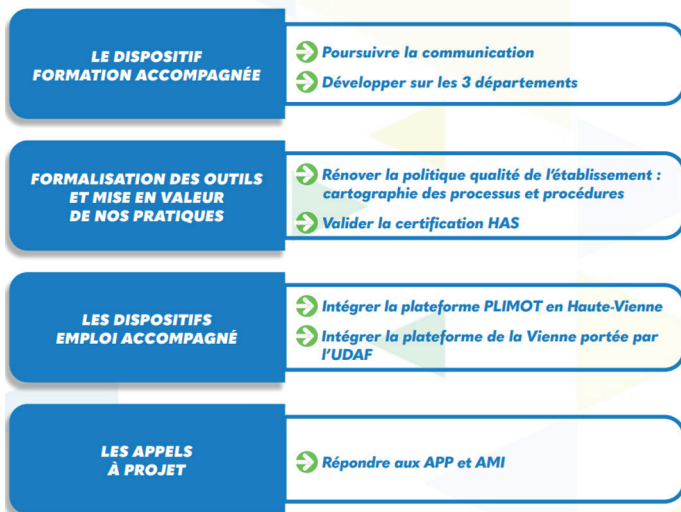 LE DISPOSITIF
FORMATION ACCOMPAGNÉE
Poursuivre la communication
Développer sur les 3 départements
FORMALISATION DES OUTILS
ET MISE EN VALEUR
DE NOS PRATIQUES
Rénover la politique qualité de l'établissement :
cartographie des processus et procédures
Valider la certification HAS
LES DISPOSITIFS
EMPLOI ACCOMPAGNÉ
Intégrer la plateforme PLIMOT en Haute-Vienne
Intégrer la plateforme de la Vienne portée par
l'UDAF
LES APPELS
À PROJET
Répondre aux APP et AMI